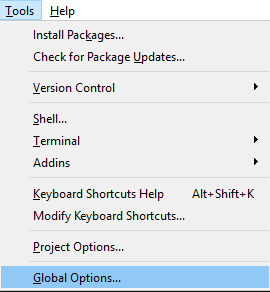 Tools Help
Install Packages...
Check for Package Updates...
Version Control
Shell...
Terminal
Addins
Keyboard Shortcuts Help Alt+Shift+K
Modify Keyboard Shortcuts...
Project Options...
Global Options...